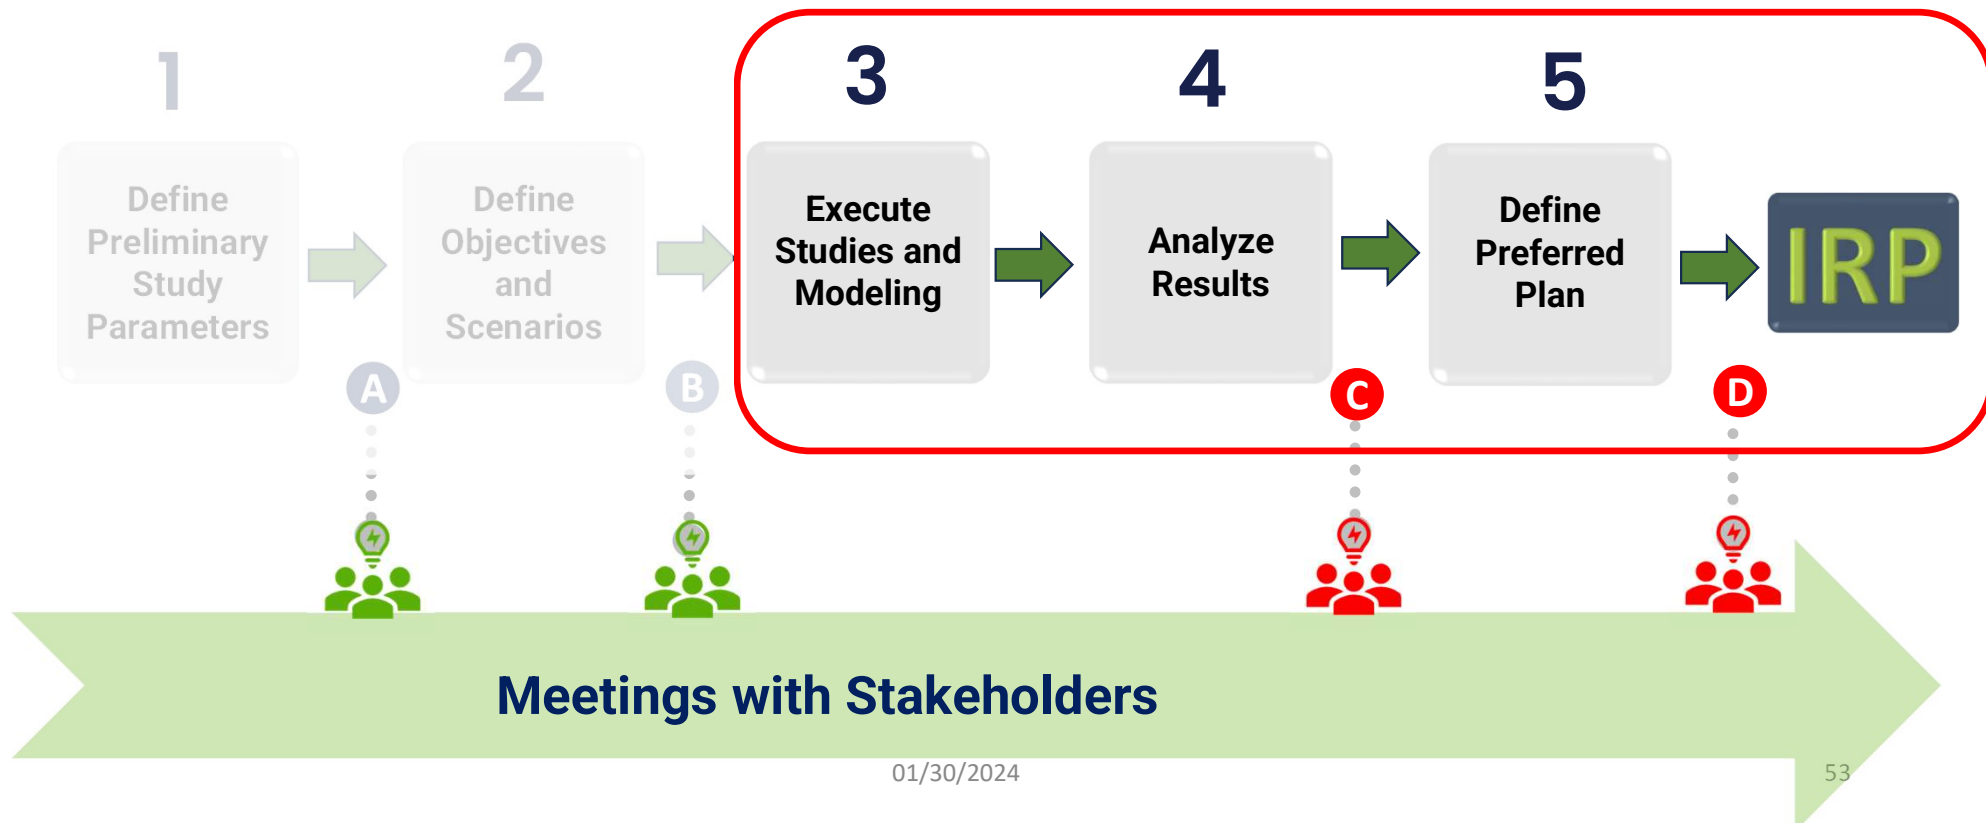 1
Define
Preliminary
Study
Parameters
2
Define
Objectives
and
Scenarios
3
Execute
Studies and
Modeling
4
Analyze
Results
5
Define
Preferred
Plan
IRP
A
B
C
D
Meetings with Stakeholders
01/30/2024
53